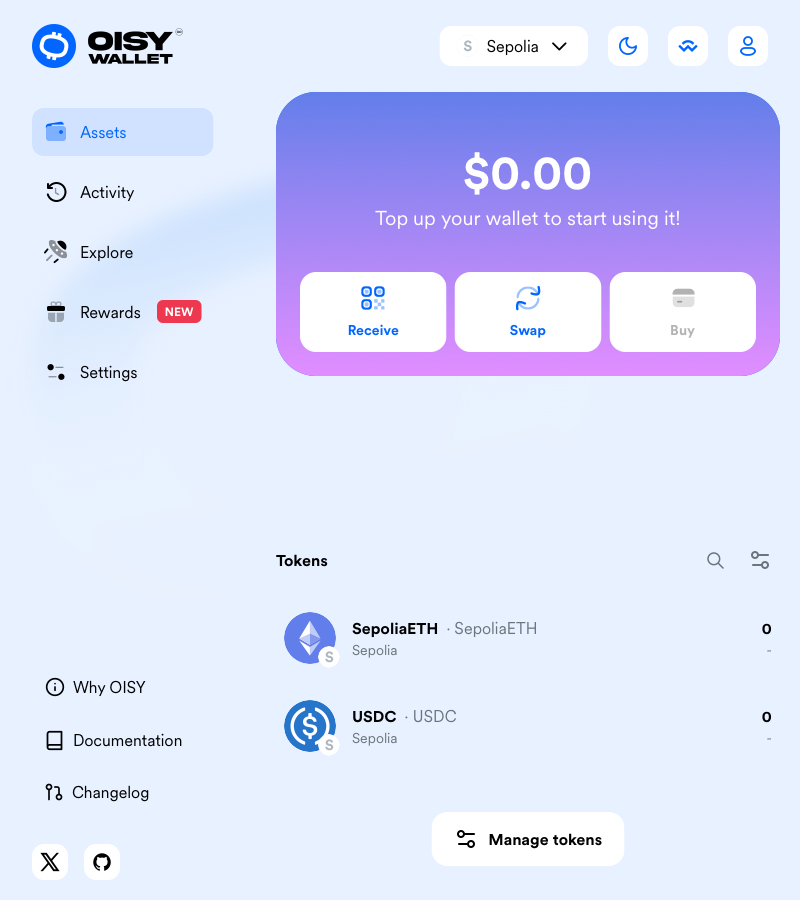 OISY
WALLET
S Sepolia
Assets
Activity
Explore
Rewards NEW
Settings
$0.00
Top up your wallet to start using it!
Receive
Swap
Buy
Tokens
SepoliaETH · SepoliaETH 0
S Sepolia -
USDC · USDC 0
S Sepolia -
Manage tokens
Why OISY
Documentation
Changelog